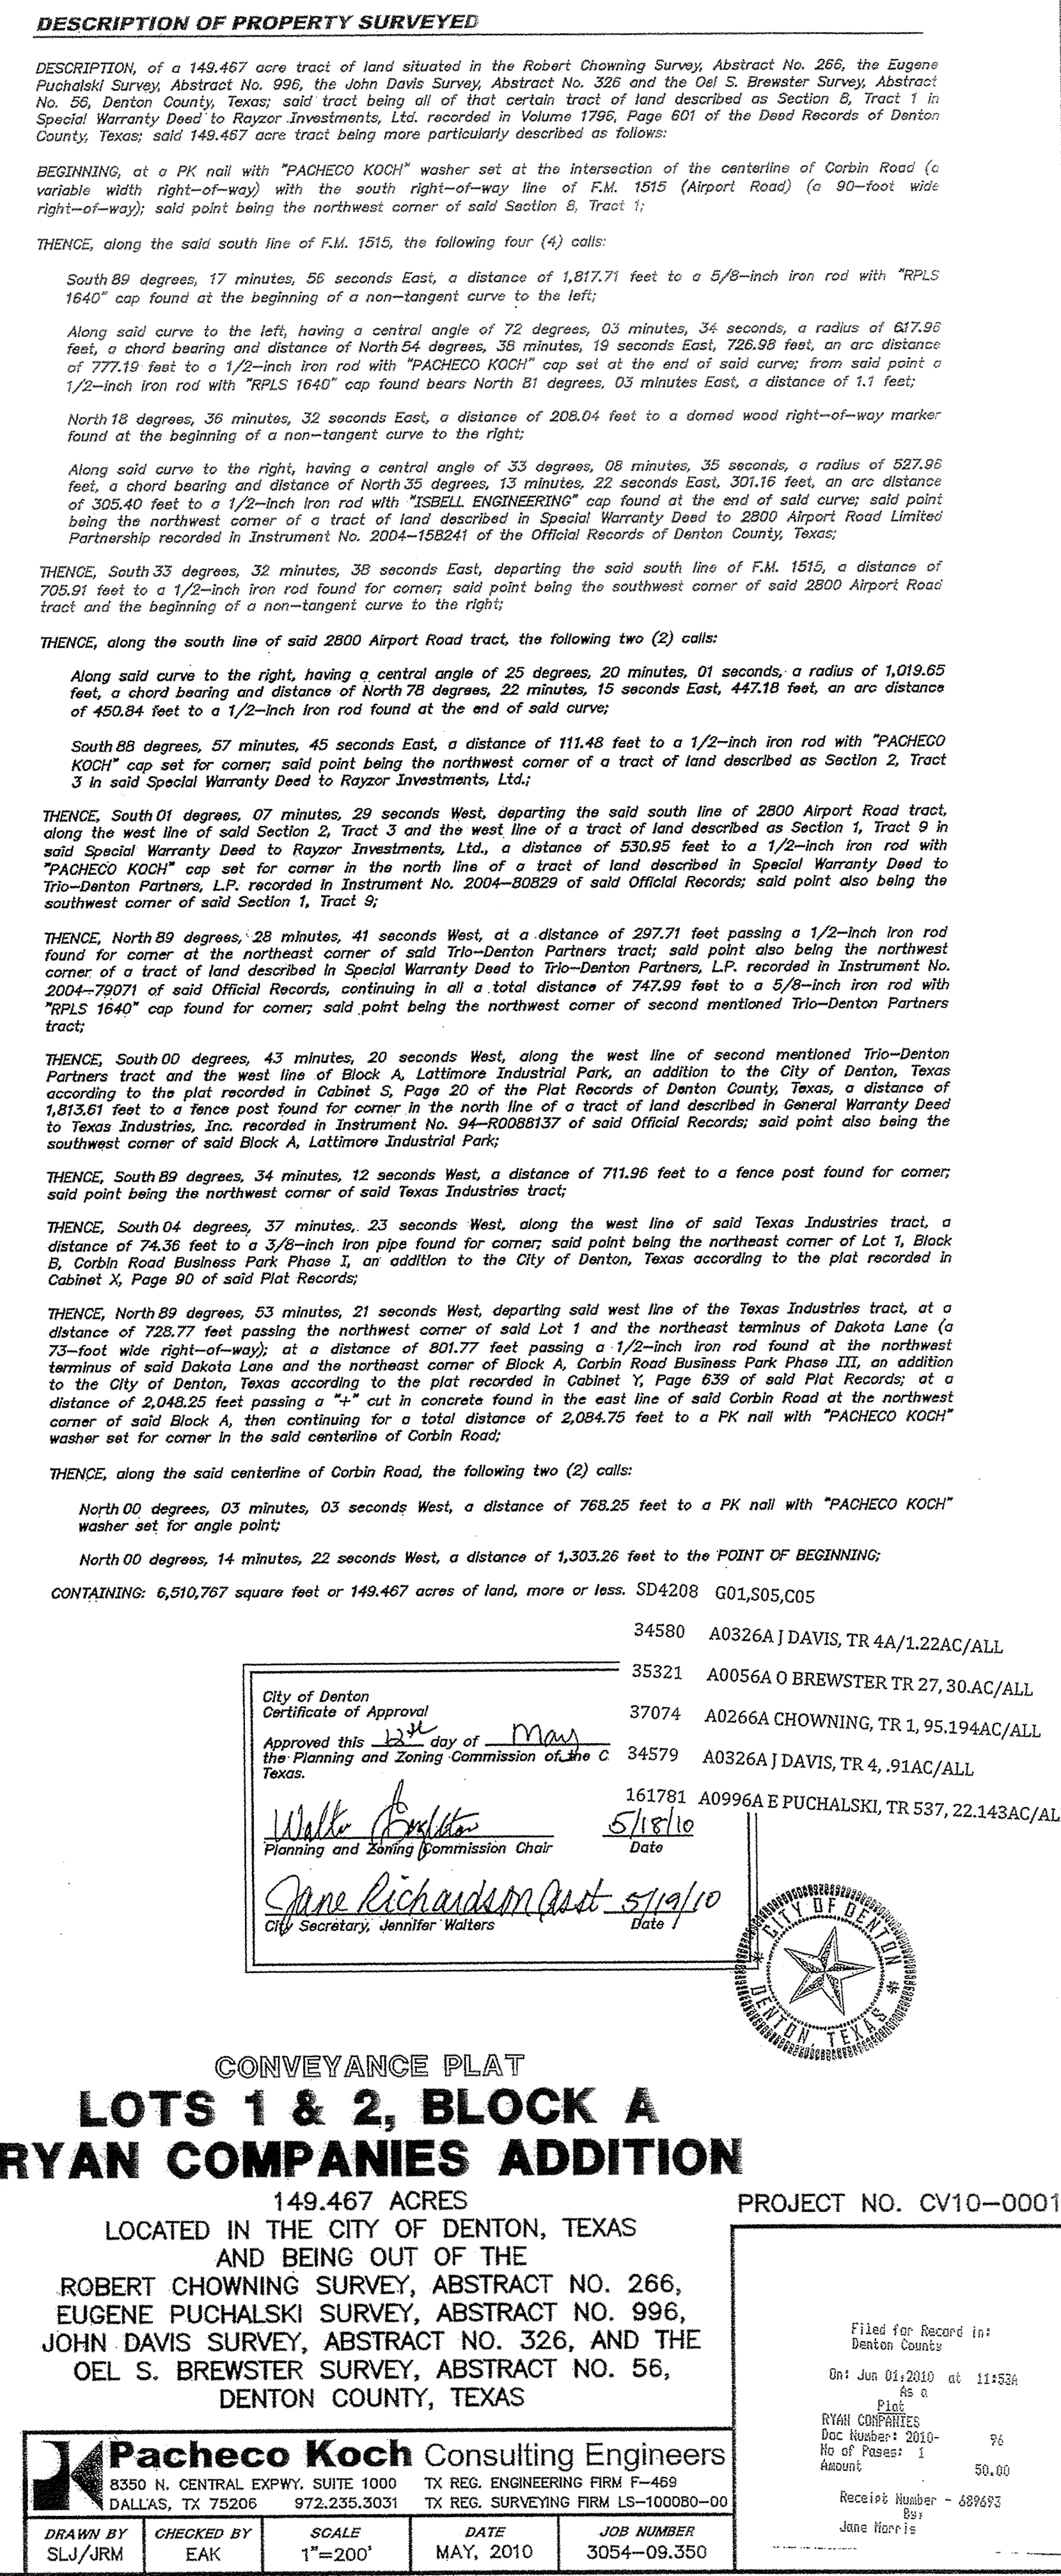 DESCRIPTION OF PROPERTY SURVEYED
DESCRIPTION, of a 149.467 acre tract of land situated in the Robert Chowning Survey, Abstract No. 266, the Eugene
Puchalski Survey, Abstract No. 996, the John Davis Survey, Abstract No. 326 and the Oel S. Brewster Survey, Abstract
No. 56, Denton County, Texas; said tract being all of that certain tract of land described as Section 8, Tract 1 in
Special Warranty Deed to Rayzor Investments, Ltd. recorded in Volume 1796, Page 601 of the Deed Records of Denton
County, Texas; said 149.467 acre tract being more particularly described as follows:
BEGINNING, at a PK nail with "PACHECO KOCH" washer set at the intersection of the centerline of Corbin Road (a
variable width right-of-way) with the south right-of-way line of F.M. 1515 (Airport Road) (a 90-foot wide
right-of-way); said point being the northwest corner of said Section 8, Tract 1;
THENCE, along the said south line of F.M. 1515, the following four (4) calls:
South 89 degrees, 17 minutes, 56 seconds East, a distance of 1,817.71 feet to a 5/8-inch iron rod with "RPLS
1640" cap found at the beginning of a non-tangent curve to the left;
Along said curve to the left, having a central angle of 72 degrees, 03 minutes, 34 seconds, a radius of 617.96
feet, a chord bearing and distance of North 54 degrees, 38 minutes, 19 seconds East, 726.98 feet, an arc distance
of 777.19 feet to a 1/2-inch iron rod with "PACHECO KOCH" cap set at the end of said curve; from said point a
1/2-inch iron rod with "RPLS 1640" cap found bears North 81 degrees, 03 minutes East, a distance of 1.1 feet;
North 18 degrees, 36 minutes, 32 seconds East, a distance of 208.04 feet to a domed wood right-of-way marker
found at the beginning of a non-tangent curve to the right;
Along said curve to the right, having a central angle of 33 degrees, 08 minutes, 35 seconds, a radius of 527.96
feet, a chord bearing and distance of North 35 degrees, 13 minutes, 22 seconds East, 301.16 feet, an arc distance
of 305.40 feet to a 1/2-inch iron rod with "ISBELL ENGINEERING" cap found at the end of said curve; said point
being the northwest corner of a tract of land described in Special Warranty Deed to 2800 Airport Road Limited
Partnership recorded in Instrument No. 2004-158241 of the Official Records of Denton County, Texas;
THENCE, South 33 degrees, 32 minutes, 38 seconds East, departing the said south line of F.M. 1515, a distance of
705.91 feet to a 1/2-inch iron rod found for corner; said point being the southwest corner of said 2800 Airport Road
tract and the beginning of a non-tangent curve to the right;
THENCE, along the south line of said 2800 Airport Road tract, the following two (2) calls:
Along said curve to the right, having a central angle of 25 degrees, 20 minutes, 01 seconds, a radius of 1,019.65
feet, a chord bearing and distance of North 78 degrees, 22 minutes, 15 seconds East, 447.18 feet, an arc distance
of 450.84 feet to a 1/2-inch iron rod found at the end of said curve;
South 88 degrees, 57 minutes, 45 seconds East, a distance of 111.48 feet to a 1/2-inch iron rod with "PACHECO
KOCH" cap set for corner; said point being the northwest corner of a tract of land described as Section 2, Tract
3 in said Special Warranty Deed to Rayzor Investments, Ltd.;
THENCE, South 01 degrees, 07 minutes, 29 seconds West, departing the said south line of 2800 Airport Road tract,
along the west line of said Section 2, Tract 3 and the west line of a tract of land described as Section 1, Tract 9 in
said Special Warranty Deed to Rayzor Investments, Ltd., a distance of 530.95 feet to a 1/2-inch iron rod with
"PACHECO KOCH" cap set for corner in the north line of a tract of land described in Special Warranty Deed to
Trio-Denton Partners, L.P. recorded in Instrument No. 2004-80829 of said Official Records; said point also being the
southwest corner of said Section 1, Tract 9;
THENCE, North 89 degrees, 28 minutes, 41 seconds West, at a distance of 297.71 feet passing a 1/2-inch iron rod
found for corner at the northeast corner of said Trio-Denton Partners tract; said point also being the northwest
corner of a tract of land described in Special Warranty Deed to Trio-Denton Partners, L.P. recorded in Instrument No.
2004-79071 of said Official Records, continuing in all a total distance of 747.99 feet to a 5/8-inch iron rod with
"RPLS 1640" cap found for corner; said point being the northwest corner of second mentioned Trio-Denton Partners
tract;
THENCE, South 00 degrees, 43 minutes, 20 seconds West, along the west line of second mentioned Trio-Denton
Partners tract and the west line of Block A, Lattimore Industrial Park, an addition to the City of Denton, Texas
according to the plat recorded in Cabinet S, Page 20 of the Plat Records of Denton County, Texas, a distance of
1,813.61 feet to a fence post found for corner in the north line of a tract of land described in General Warranty Deed
to Texas Industries, Inc. recorded in Instrument No. 94-R0088137 of said Official Records; said point also being the
southwest corner of said Block A, Lattimore Industrial Park;
THENCE, South 89 degrees, 34 minutes, 12 seconds West, a distance of 711.96 feet to a fence post found for corner;
said point being the northwest corner of said Texas Industries tract;
THENCE, South 04 degrees, 37 minutes, 23 seconds West, along the west line of said Texas Industries tract, a
distance of 74.36 feet to a 3/8-inch iron pipe found for corner; said point being the northeast corner of Lot 1, Block
B, Corbin Road Business Park Phase I, an addition to the City of Denton, Texas according to the plat recorded in
Cabinet X, Page 90 of said Plat Records;
THENCE, North 89 degrees, 53 minutes, 21 seconds West, departing said west line of the Texas Industries tract, at a
distance of 728.77 feet passing the northwest corner of said Lot 1 and the northeast terminus of Dakota Lane (a
73-foot wide right-of-way); at a distance of 801.77 feet passing a 1/2-inch iron rod found at the northwest
terminus of said Dakota Lane and the northeast corner of Block A, Corbin Road Business Park Phase III, an addition
to the City of Denton, Texas according to the plat recorded in Cabinet Y, Page 639 of said Plat Records; at a
distance of 2,048.25 feet passing a "+" cut in concrete found in the east line of said Corbin Road at the northwest
corner of said Block A, then continuing for a total distance of 2,084.75 feet to a PK nail with "PACHECO KOCH"
washer set for corner in the said centerline of Corbin Road;
THENCE, along the said centerline of Corbin Road, the following two (2) calls:
North 00 degrees, 03 minutes, 03 seconds West, a distance of 768.25 feet to a PK nail with "PACHECO KOCH"
washer set for angle point;
North 00 degrees, 14 minutes, 22 seconds West, a distance of 1,303.26 feet to the POINT OF BEGINNING;
CONTAINING: 6,510,767 square feet or 149.467 acres of land, more or less. SD4208 G01,S05,C05
34580 A0326A J DAVIS, TR 4A/1.22AC/ALL
35321 A0056A O BREWSTER TR 27, 30.AC/ALL
37074 A0266A CHOWNING, TR 1, 95.194AC/ALL
34579 A0326A J DAVIS, TR 4, .91AC/ALL
161781 A0996A E PUCHALSKI, TR 537, 22.143AC/AL
City of Denton
Certificate of Approval
Approved this 12th day of May
the Planning and Zoning Commission of the C
Texas.
5/18/10
Planning and Zoning Commission Chair Date
Jane Richardson Asst 5/19/10
City Secretary, Jennifer Walters Date
CITY OF DENTON
DENTON, TEXAS
CONVEYANCE PLAT
LOTS 1 & 2, BLOCK A
RYAN COMPANIES ADDITION
149.467 ACRES
LOCATED IN THE CITY OF DENTON, TEXAS
AND BEING OUT OF THE
ROBERT CHOWNING SURVEY, ABSTRACT NO. 266,
EUGENE PUCHALSKI SURVEY, ABSTRACT NO. 996,
JOHN DAVIS SURVEY, ABSTRACT NO. 326, AND THE
OEL S. BREWSTER SURVEY, ABSTRACT NO. 56,
DENTON COUNTY, TEXAS
PROJECT NO. CV10-0001
Filed for Record in:
Denton County
On: Jun 01,2010 at 11:53A
As a
Plat
RYAN COMPANIES
Doc Number: 2010- 96
No of Pages: 1
Amount 50.00
Receipt Number - 689693
By,
Jane Morris
Pacheco Koch Consulting Engineers
8350 N. CENTRAL EXPWY. SUITE 1000 TX REG. ENGINEERING FIRM F-469
DALLAS, TX 75206 972.235.3031 TX REG. SURVEYING FIRM LS-100080-00
DRAWN BY CHECKED BY SCALE DATE JOB NUMBER
SLJ/JRM EAK 1"=200' MAY, 2010 3054-09.350